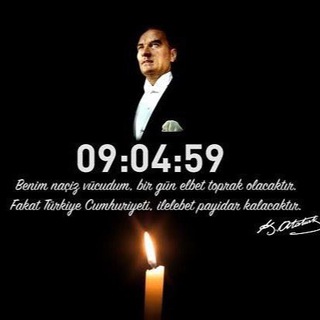 09:04:59
Benim naçiz vücudum, bir gün elbet toprak olacaktır.
Fakat Türkiye Cumhuriyeti, ilelebet payidar kalacaktır.
K. Atatürk